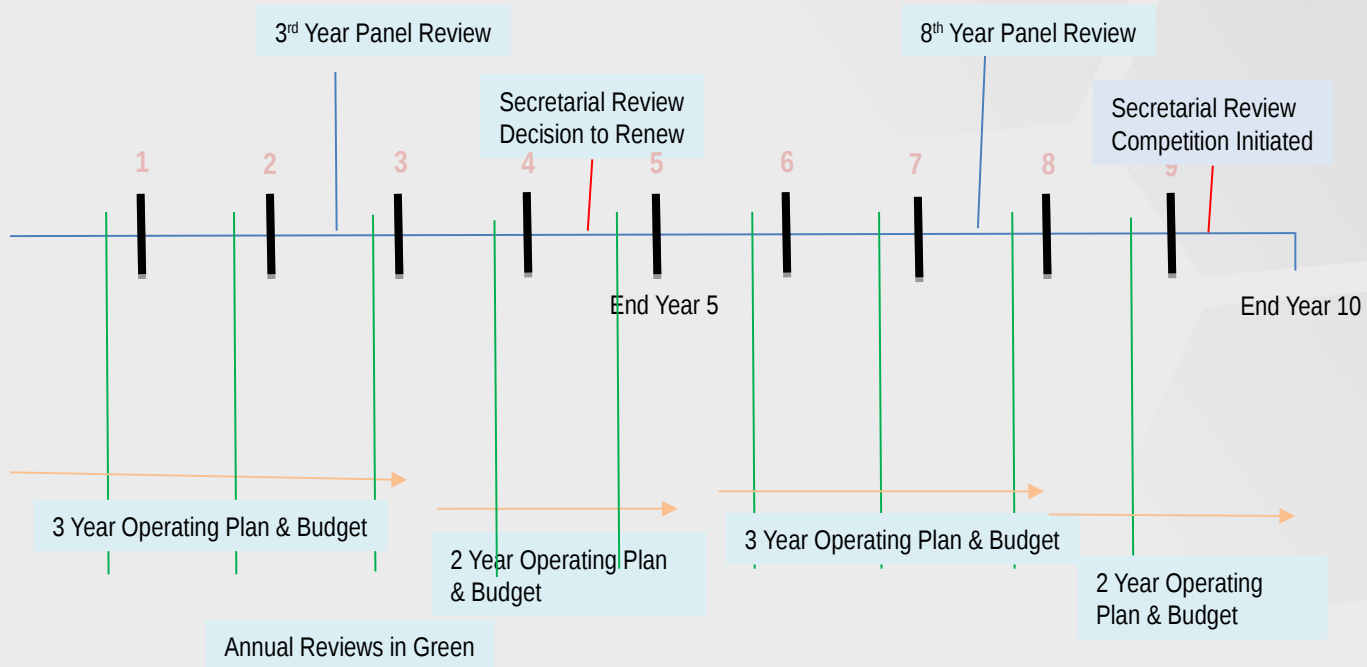 3rd Year Panel Review
8th Year Panel Review
Secretarial Review
Decision to Renew
Secretarial Review
Competition Initiated
1
2
3
4
5
6
7
8
9
End Year 5
End Year 10
3 Year Operating Plan & Budget
2 Year Operating Plan
& Budget
3 Year Operating Plan & Budget
2 Year Operating
Plan & Budget
Annual Reviews in Green